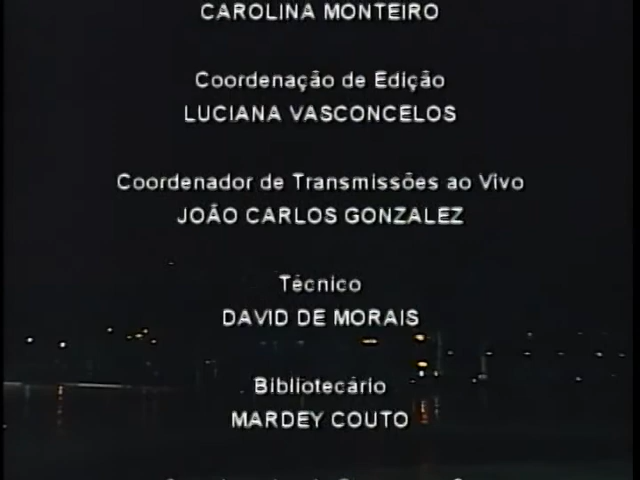 CAROLINA MONTEIRO
Coordenação de Edição
LUCIANA VASCONCELOS
Coordenador de Transmissões ao Vivo
JOÃO CARLOS GONZALEZ
Técnico
DAVID DE MORAIS
Bibliotecário
MARDEY COUTO